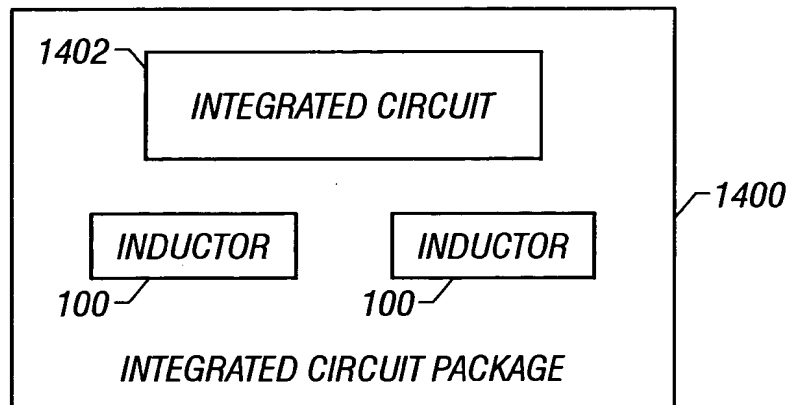 1402
INTEGRATED CIRCUIT
1400
INDUCTOR
INDUCTOR
100
100
INTEGRATED CIRCUIT PACKAGE